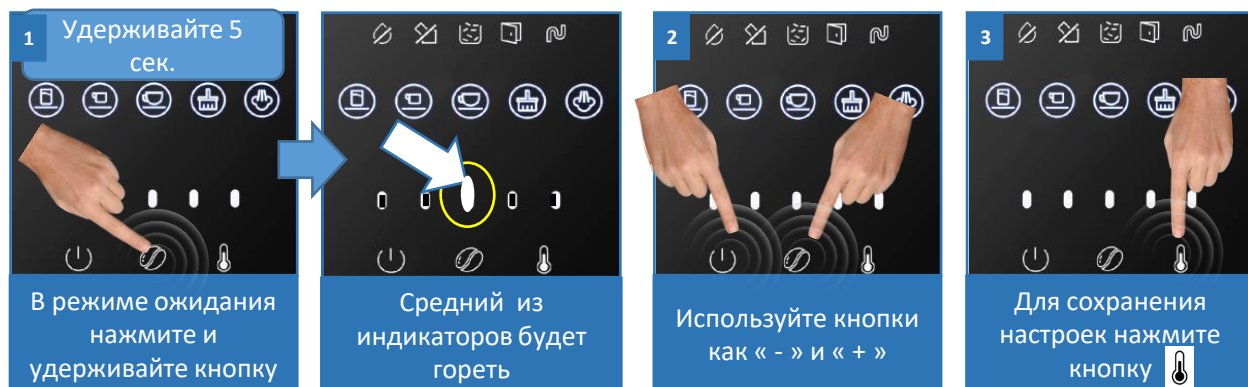 1
Удерживайте 5
сек.
В режиме ожидания
нажмите и
удерживайте кнопку
Средний из
индикаторов будет
гореть
2
Используйте кнопки
как « - » и « + »
3
Для сохранения
настроек нажмите
кнопку